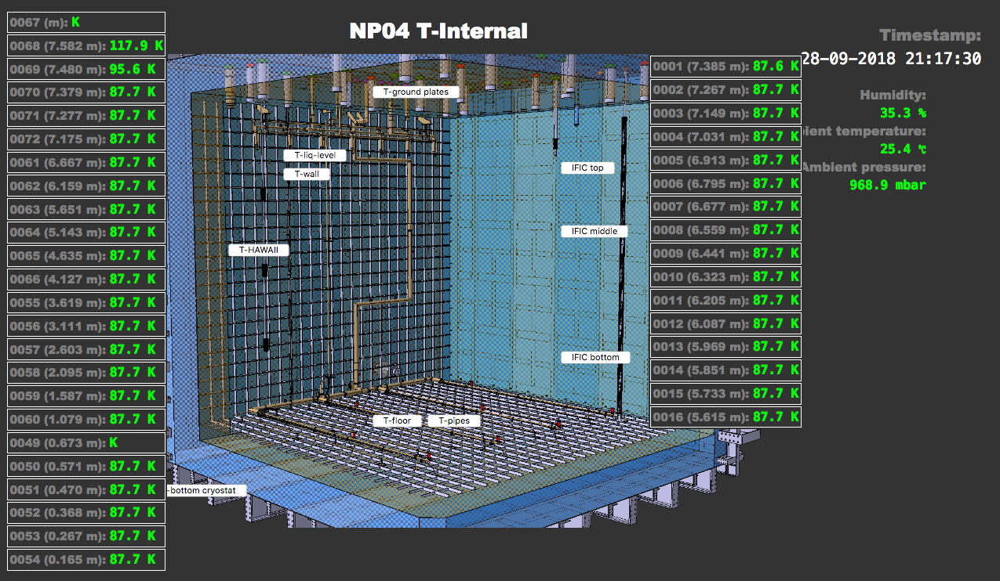 NP04 T-Internal
0067 (m): K
0068 (7.582 m): 117.9 K
0069 (7.480 m): 95.6 K
0070 (7.379 m): 87.7 K
0071 (7.277 m): 87.7 K
0072 (7.175 m): 87.7 K
0061 (6.667 m): 87.7 K
0062 (6.159 m): 87.7 K
0063 (5.651 m): 87.7 K
0064 (5.143 m): 87.7 K
0065 (4.635 m): 87.7 K
0066 (4.127 m): 87.7 K
0055 (3.619 m): 87.7 K
0056 (3.111 m): 87.7 K
0057 (2.603 m): 87.7 K
0058 (2.095 m): 87.7 K
0059 (1.587 m): 87.7 K
0060 (1.079 m): 87.7 K
0049 (0.673 m): K
0050 (0.571 m): 87.7 K
0051 (0.470 m): 87.7 K
0052 (0.368 m): 87.7 K
0053 (0.267 m): 87.7 K
0054 (0.165 m): 87.7 K
T-ground plates
T-liq-level
T-wall
IFIC top
IFIC middle
T-HAWAII
IFIC bottom
T-floor
T-pipes
-bottom cryostat
0001 (7.385 m): 87.6 K
0002 (7.267 m): 87.7 K
0003 (7.149 m): 87.7 K
0004 (7.031 m): 87.7 K
0005 (6.913 m): 87.7 K
0006 (6.795 m): 87.7 K
0007 (6.677 m): 87.7 K
0008 (6.559 m): 87.7 K
0009 (6.441 m): 87.7 K
0010 (6.323 m): 87.7 K
0011 (6.205 m): 87.7 K
0012 (6.087 m): 87.7 K
0013 (5.969 m): 87.7 K
0014 (5.851 m): 87.7 K
0015 (5.733 m): 87.7 K
0016 (5.615 m): 87.7 K
Timestamp:
28-09-2018 21:17:30
Humidity:
35.3 %
bient temperature:
25.4 ℃
Ambient pressure:
968.9 mbar